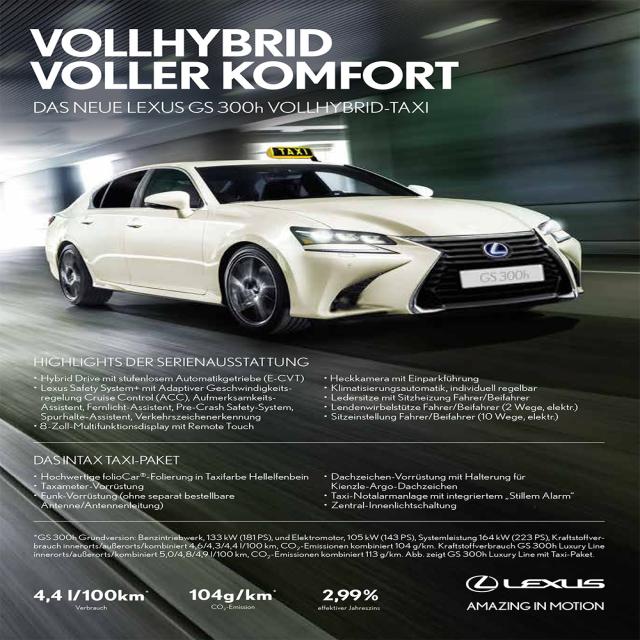 VOLLHYBRID
VOLLER KOMFORT
DAS NEUE LEXUS GS 300h VOLLHYBRID-TAXI
TAXI
GS 300h
HIGHLIGHTS DER SERIENAUSSTATTUNG
• Hybrid Drive mit stufenlosem Automatikgetriebe (E-CVT)
• Lexus Safety System+ mit Adaptiver Geschwindigkeits-
regelung Cruise Control (ACC), Aufmerksamkeits-
Assistent, Fernlicht-Assistent, Pre-Crash Safety-System,
Spurhalte-Assistent, Verkehrszeichenerkennung
• 8-Zoll-Multifunktionsdisplay mit Remote Touch
• Heckkamera mit Einparkführung
• Klimatisierungsautomatik, individuell regelbar
• Ledersitze mit Sitzheizung Fahrer/Beifahrer
• Lendenwirbelstütze Fahrer/Beifahrer (2 Wege, elektr.)
• Sitzeinstellung Fahrer/Beifahrer (10 Wege, elektr.)
DAS INTAX TAXI-PAKET
• Hochwertige folioCar®-Folierung in Taxifarbe Hellelfenbein
• Taxameter-Vorrüstung
• Funk-Vorrüstung (ohne separat bestellbare
Antenne/Antennenleitung)
• Dachzeichen-Vorrüstung mit Halterung für
Kienzle-Argo-Dachzeichen
• Taxi-Notalarmanlage mit integriertem „Stillem Alarm"
• Zentral-Innenlichtschaltung
*GS 300h Grundversion: Benzintriebwerk, 133 kW (181 PS), und Elektromotor, 105 kW (143 PS), Systemleistung 164 kW (223 PS), Kraftstoffver-
brauch innerorts/außerorts/kombiniert 4,6/4,3/4,4 l/100 km, CO₂-Emissionen kombiniert 104 g/km. Kraftstoffverbrauch GS 300h Luxury Line
innerorts/außerorts/kombiniert 5,0/4,8/4,9 l/100 km, CO₂-Emissionen kombiniert 113 g/km. Abb. zeigt GS 300h Luxury Line mit Taxi-Paket.
4,4 l/100km*
Verbrauch
104g/km*
CO₂-Emission
2,99%
effektiver Jahreszins
LEXUS
AMAZING IN MOTION